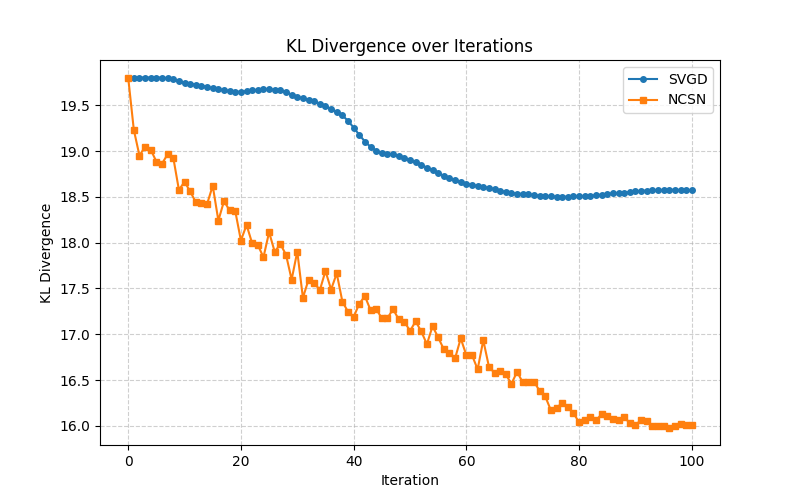 KL Divergence over Iterations
SVGD
NCSN
KL Divergence
19.5
19.0
18.5
18.0
17.5
17.0
16.5
16.0
0
20
40
60
80
100
Iteration